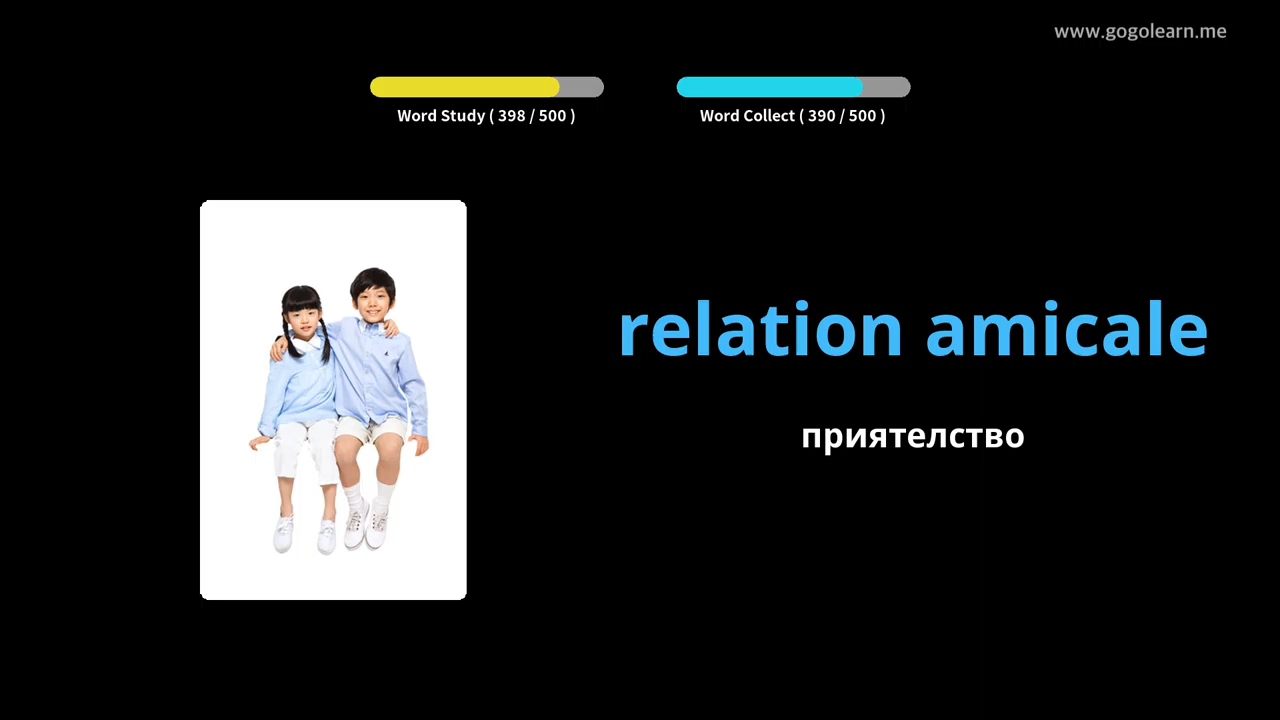 www.gogolearn.me
Word Study ( 398 / 500 )
Word Collect ( 390 / 500 )
relation amicale
приятелство